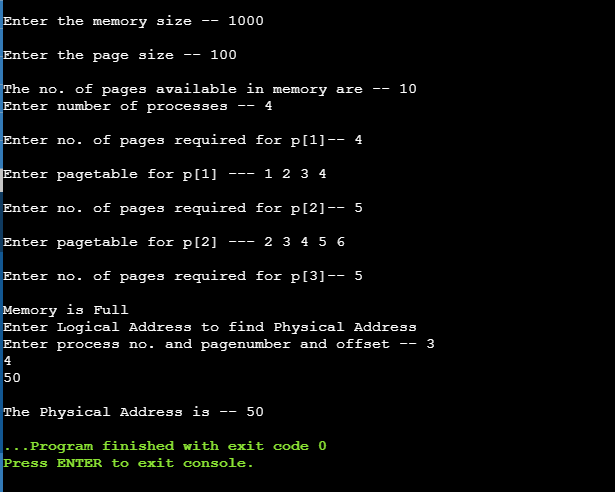 Enter the memory size -- 1000
Enter the page size -- 100
The no. of pages available in memory are -- 10
Enter number of processes -- 4
Enter no. of pages required for p[1]-- 4
Enter pagetable for p[1] --- 1 2 3 4
Enter no. of pages required for p[2]-- 5
Enter pagetable for p[2] --- 2 3 4 5 6
Enter no. of pages required for p[3]-- 5
Memory is Full
Enter Logical Address to find Physical Address
Enter process no. and pagenumber and offset -- 3
4
50
The Physical Address is -- 50
...Program finished with exit code 0
Press ENTER to exit console.